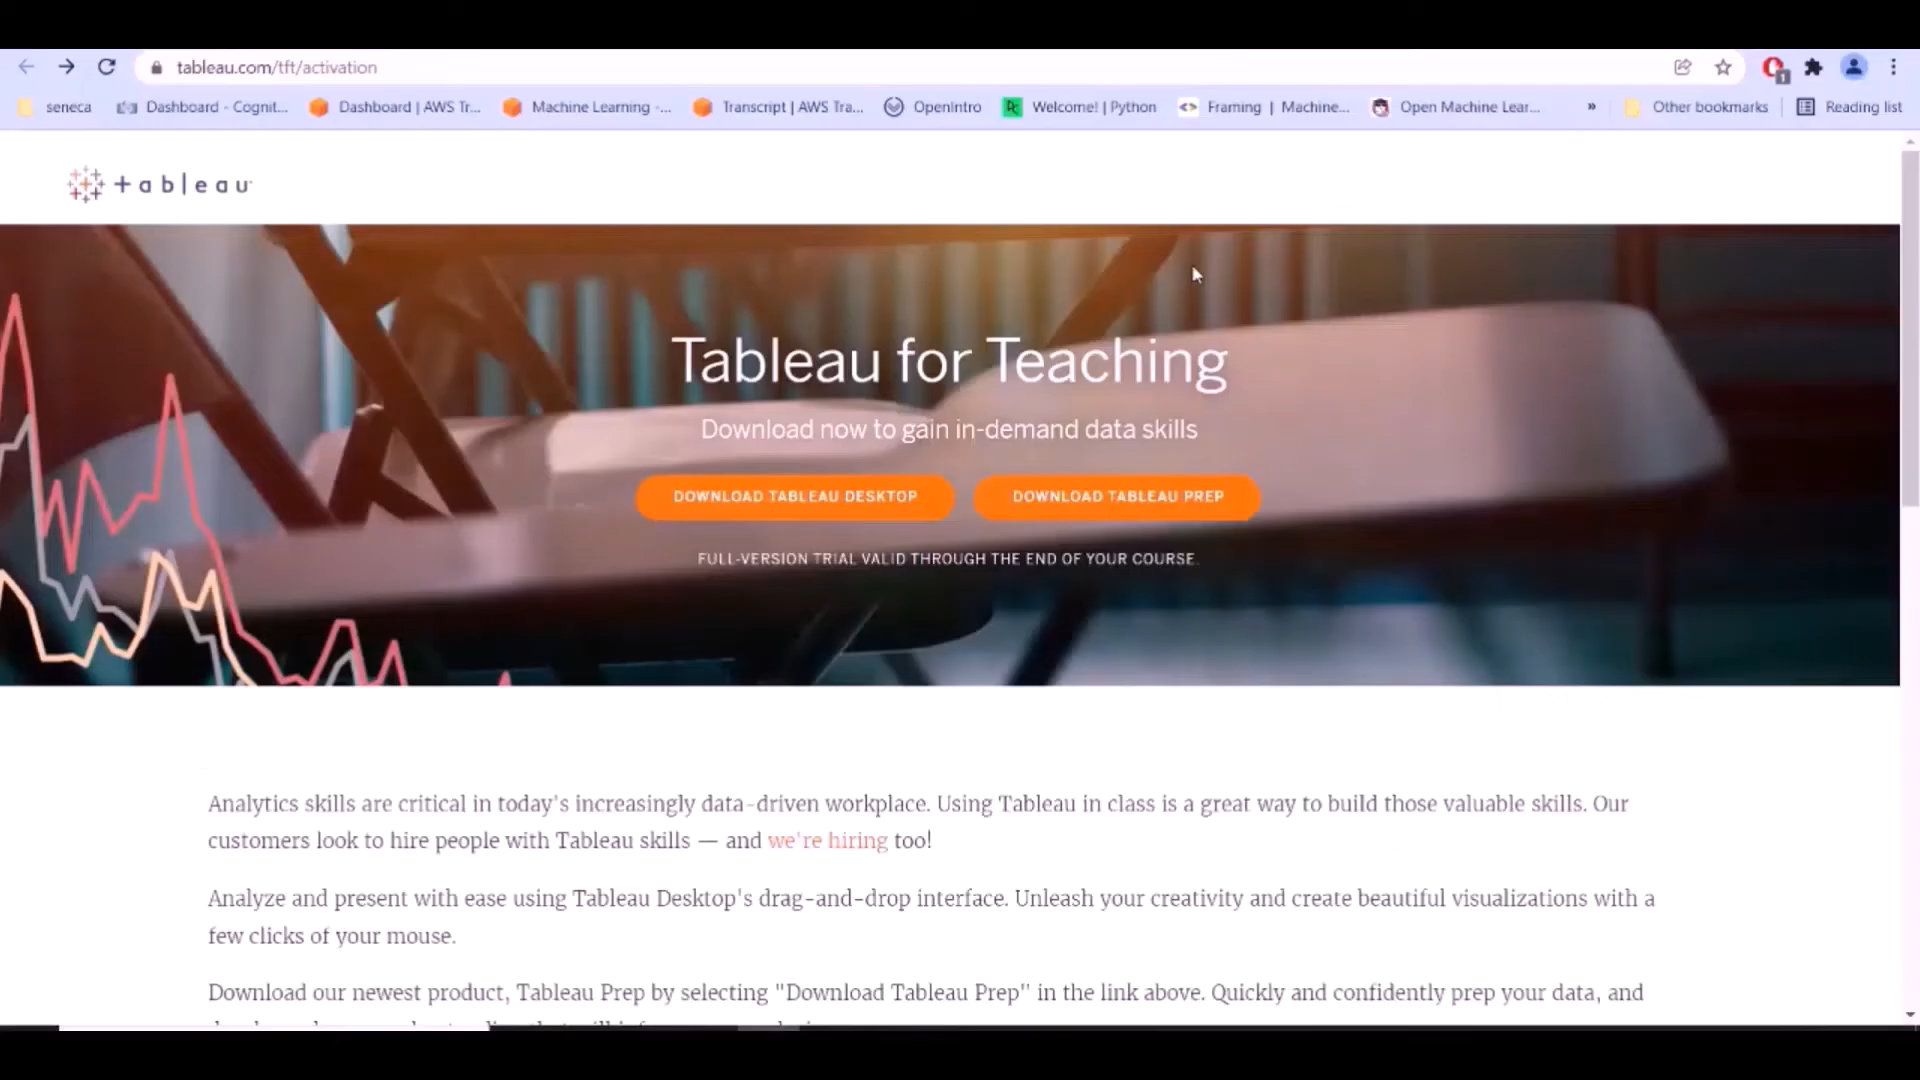 tableau.com/tft/activation
1
seneca
Dashboard - Cognit...
Dashboard | AWS Tr...
Machine Learning -...
Transcript | AWS Tra...
OpenIntro
Welcome! | Python
Framing | Machine...
Open Machine Lear...
»
Other bookmarks
Reading list
+ableau
Tableau for Teaching
Download now to gain in-demand data skills
DOWNLOAD TABLEAU DESKTOP
DOWNLOAD TABLEAU PREP
FULL-VERSION TRIAL VALID THROUGH THE END OF YOUR COURSE.
Analytics skills are critical in today's increasingly data-driven workplace. Using Tableau in class is a great way to build those valuable skills. Our
customers look to hire people with Tableau skills — and we're hiring too!
Analyze and present with ease using Tableau Desktop's drag-and-drop interface. Unleash your creativity and create beautiful visualizations with a
few clicks of your mouse.
Download our newest product, Tableau Prep by selecting "Download Tableau Prep" in the link above. Quickly and confidently prep your data, and